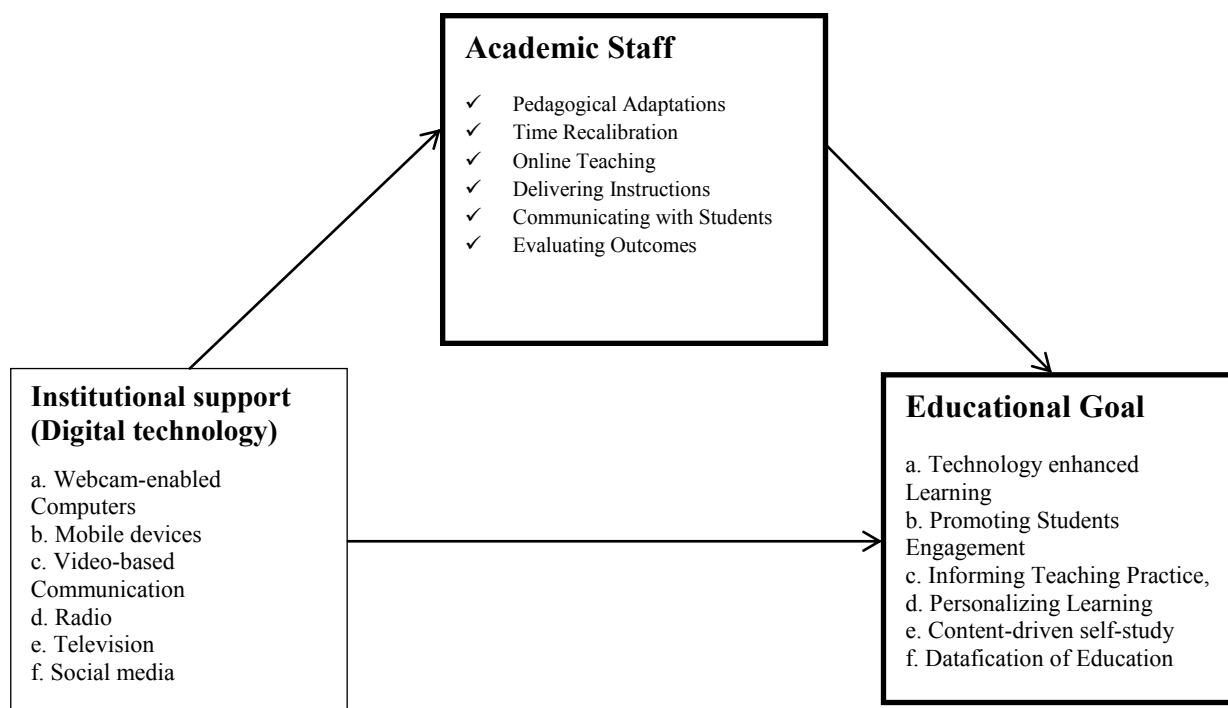 Academic Staff
✓ Pedagogical Adaptations
✓ Time Recalibration
✓ Online Teaching
✓ Delivering Instructions
✓ Communicating with Students
✓ Evaluating Outcomes
Institutional support
(Digital technology)
a. Webcam-enabled
Computers
b. Mobile devices
c. Video-based
Communication
d. Radio
e. Television
f. Social media
Educational Goal
a. Technology enhanced
Learning
b. Promoting Students
Engagement
c. Informing Teaching Practice,
d. Personalizing Learning
e. Content-driven self-study
f. Datafication of Education